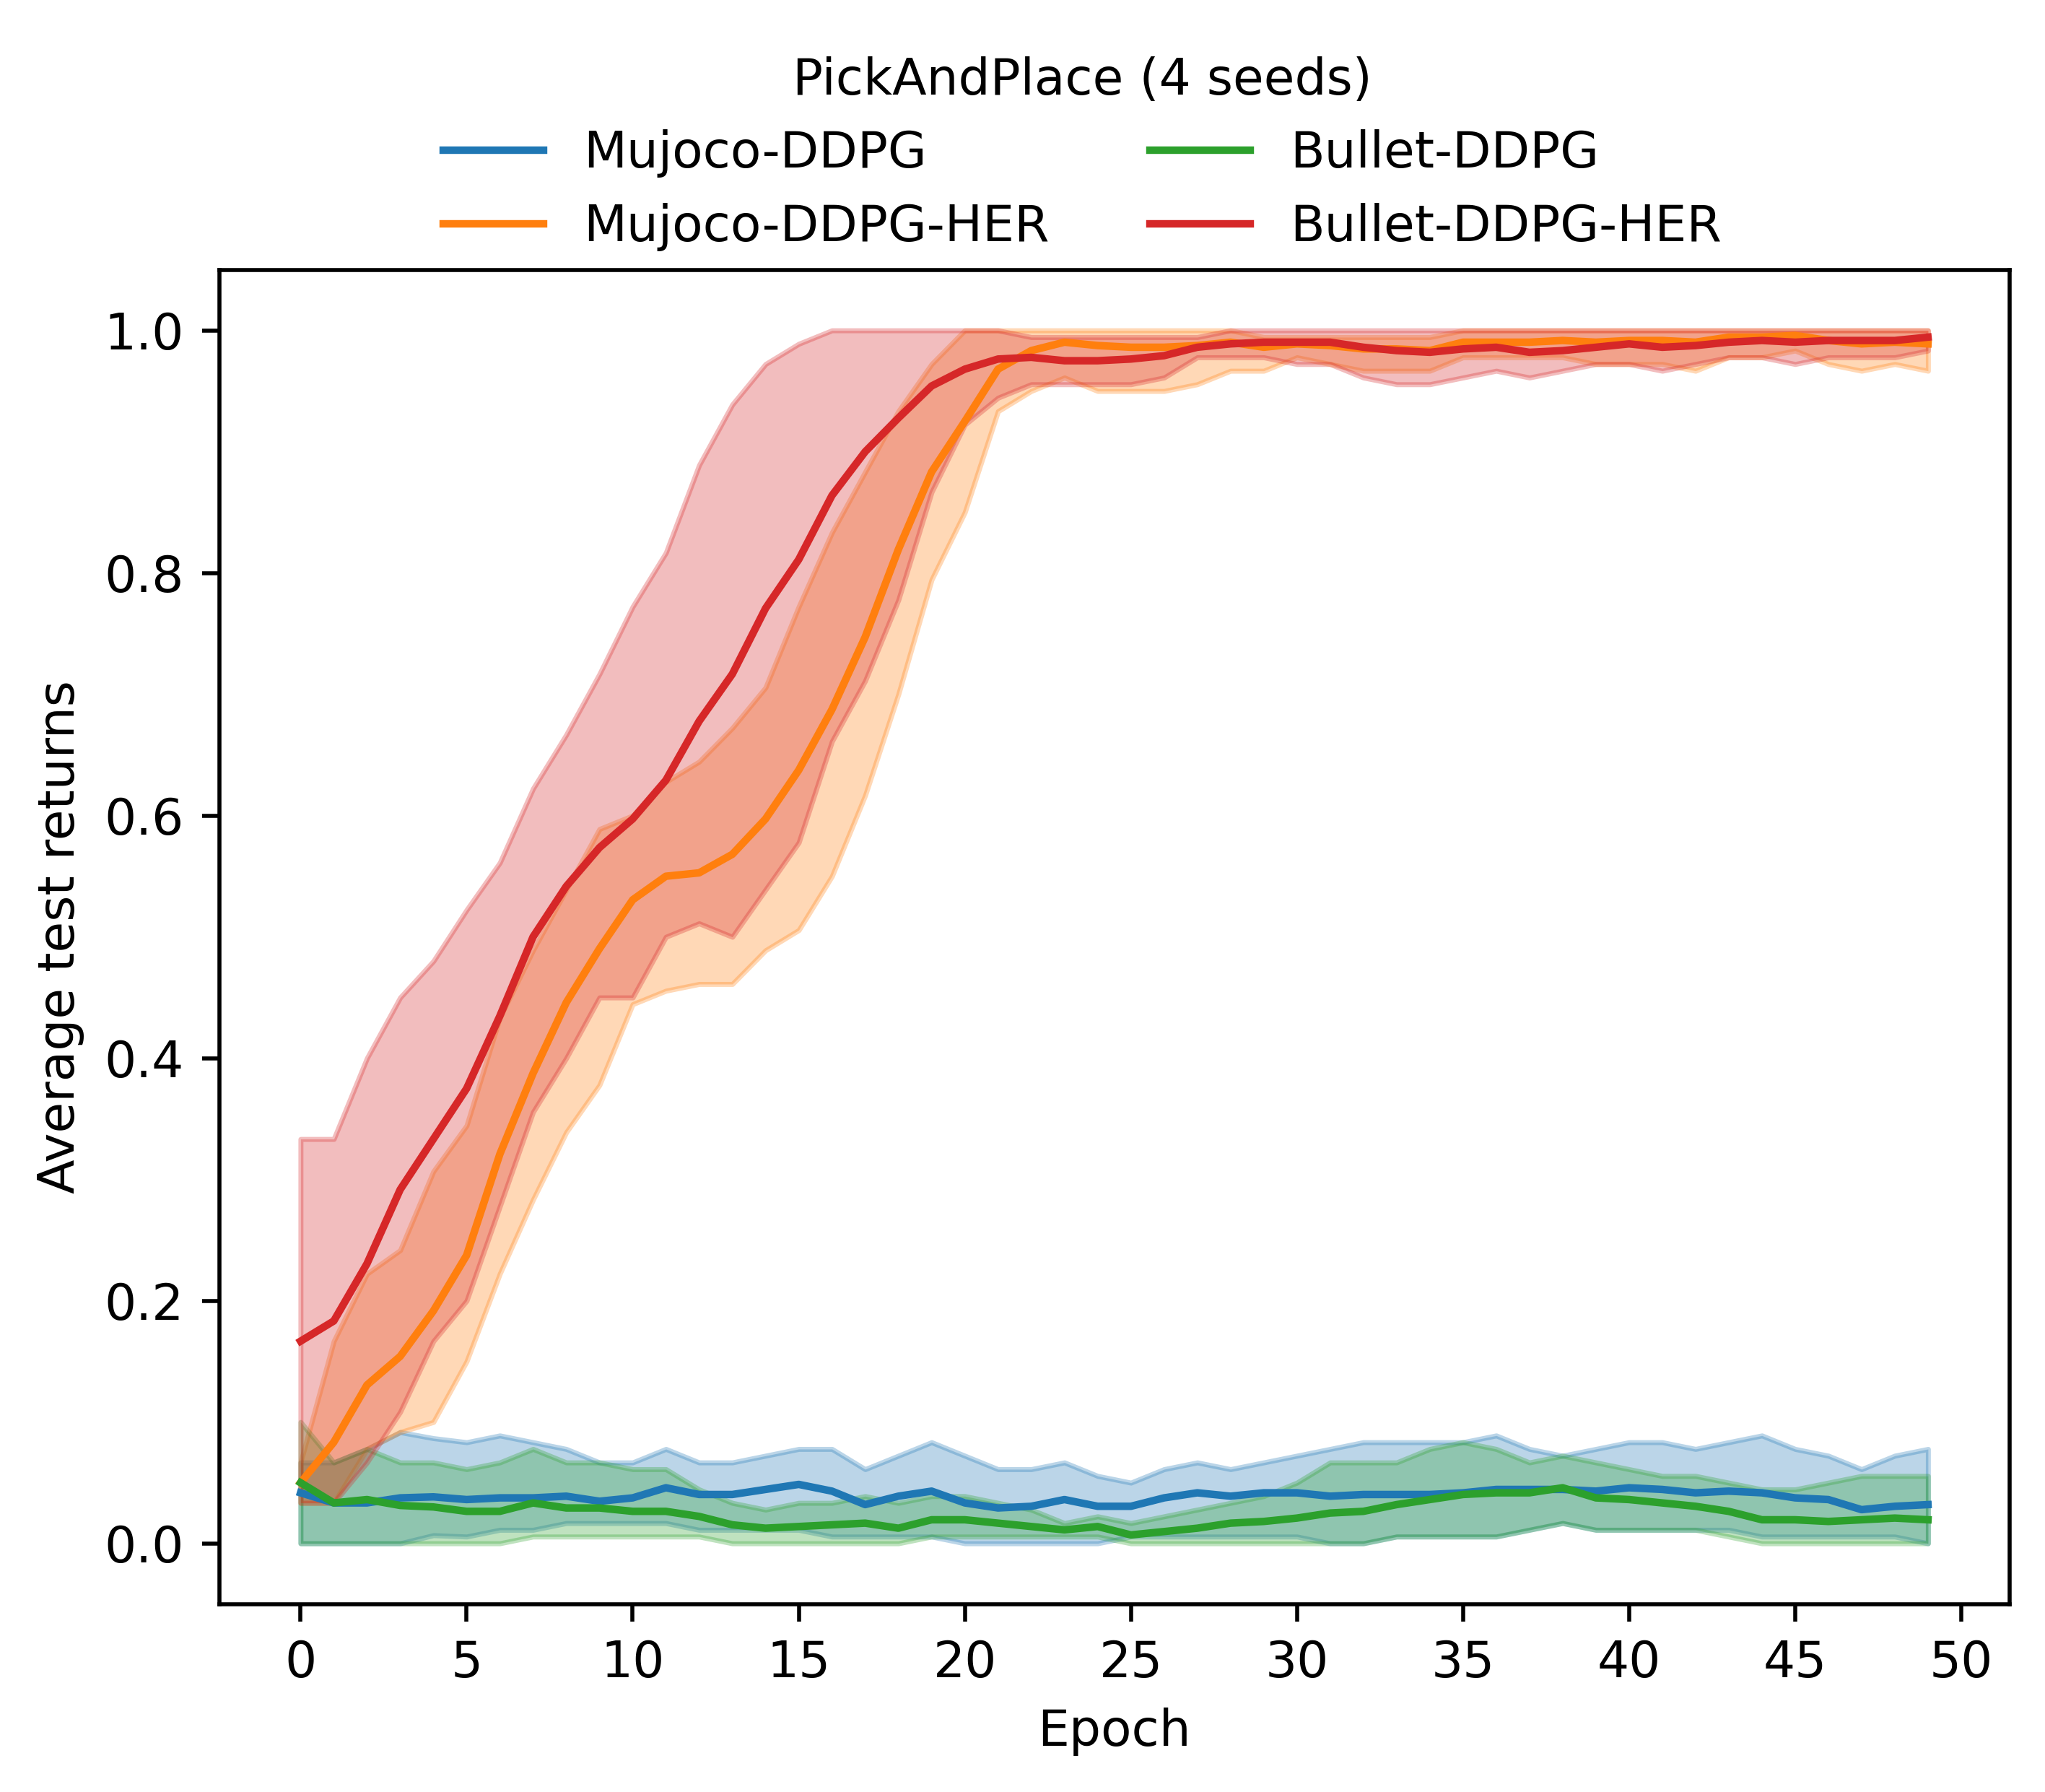 PickAndPlace (4 seeds)
Mujoco-DDPG
Mujoco-DDPG-HER
Bullet-DDPG
Bullet-DDPG-HER
Average test returns
1.0
0.8
0.6
0.4
0.2
0.0
0 5 10 15 20 25 30 35 40 45 50
Epoch